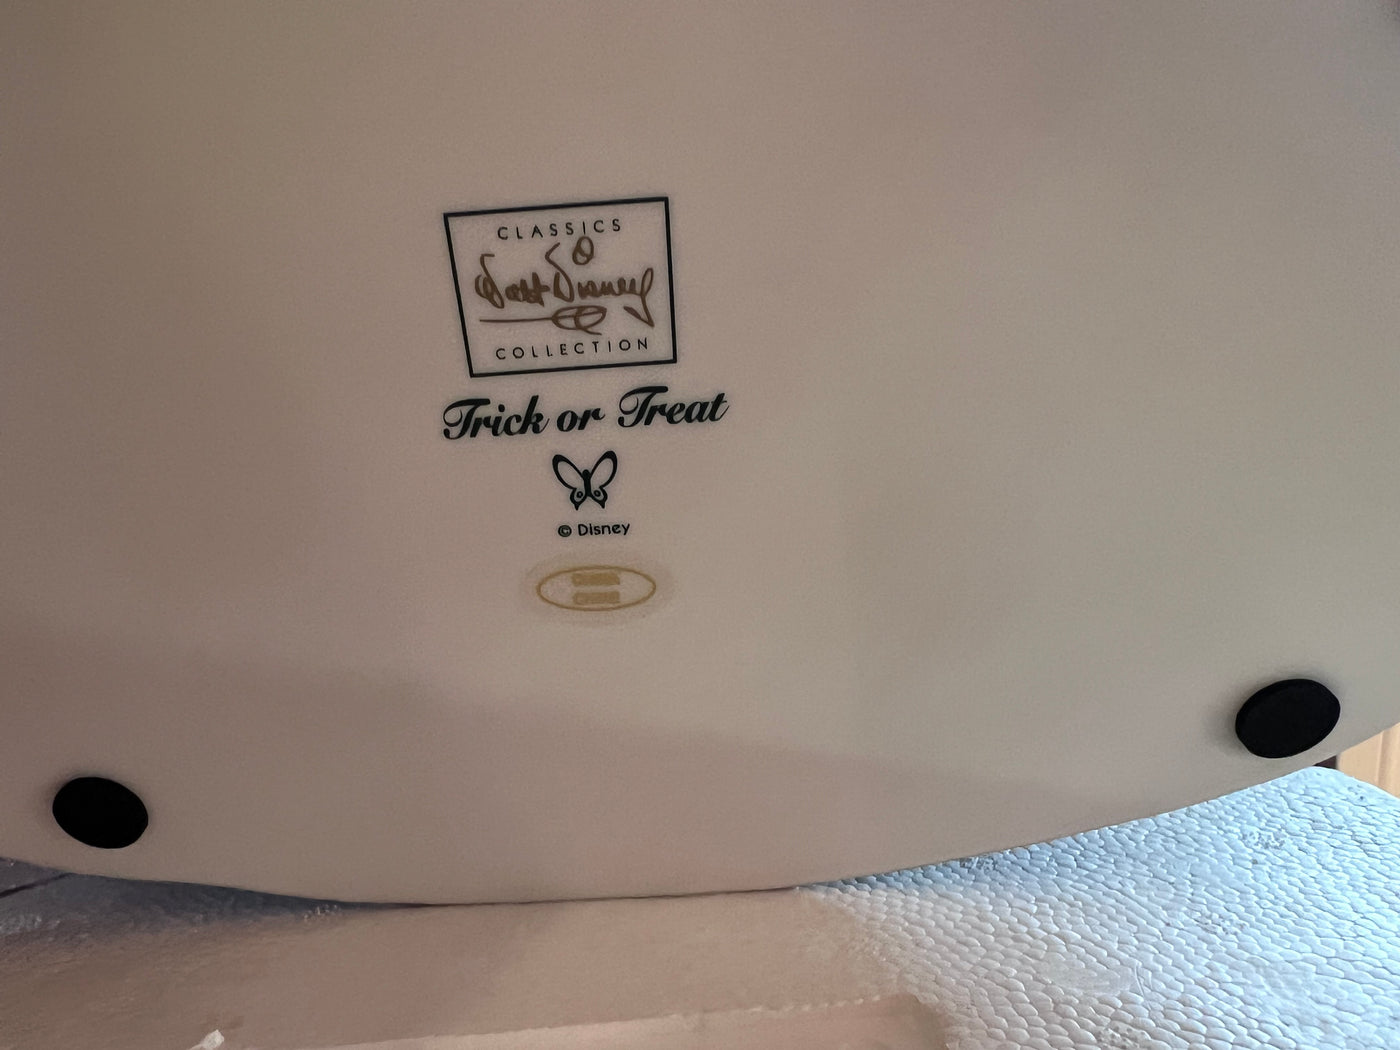 CLASSICS
Walt Disney
COLLECTION
Trick or Treat
© Disney